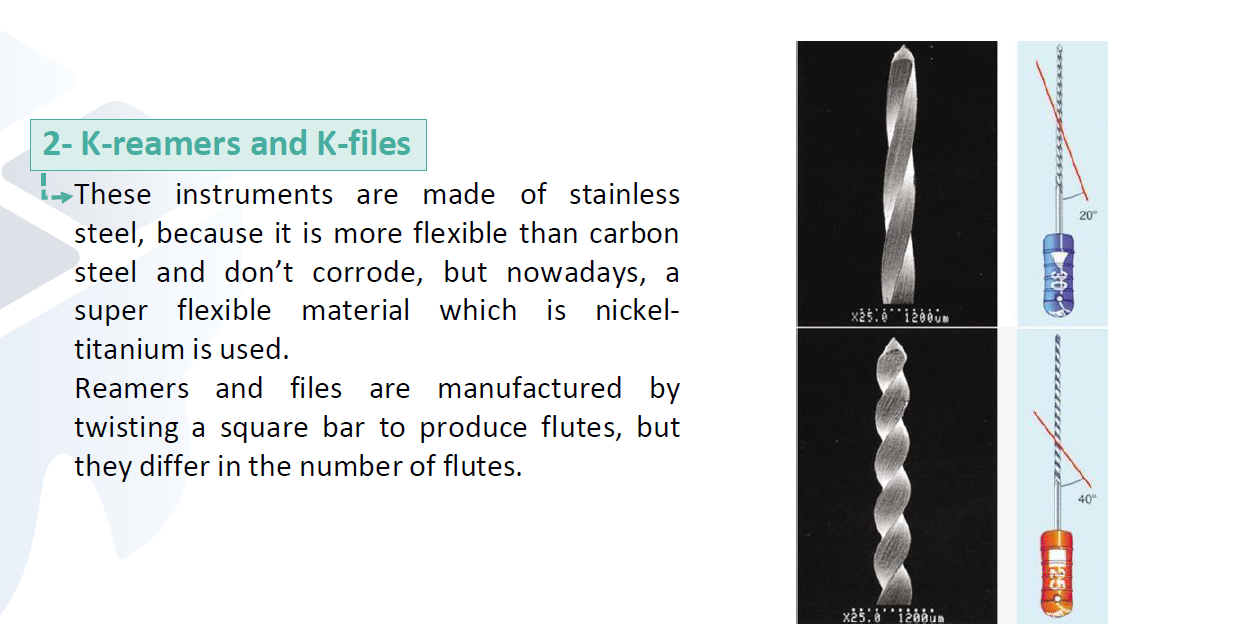 2- K-reamers and K-files
These instruments are made of stainless
steel, because it is more flexible than carbon
steel and don’t corrode, but nowadays, a
super flexible material which is nickel-
titanium is used.
Reamers and files are manufactured by
twisting a square bar to produce flutes, but
they differ in the number of flutes.
X25.0 1200um
20°
30
X25.0 1200um
40°
25